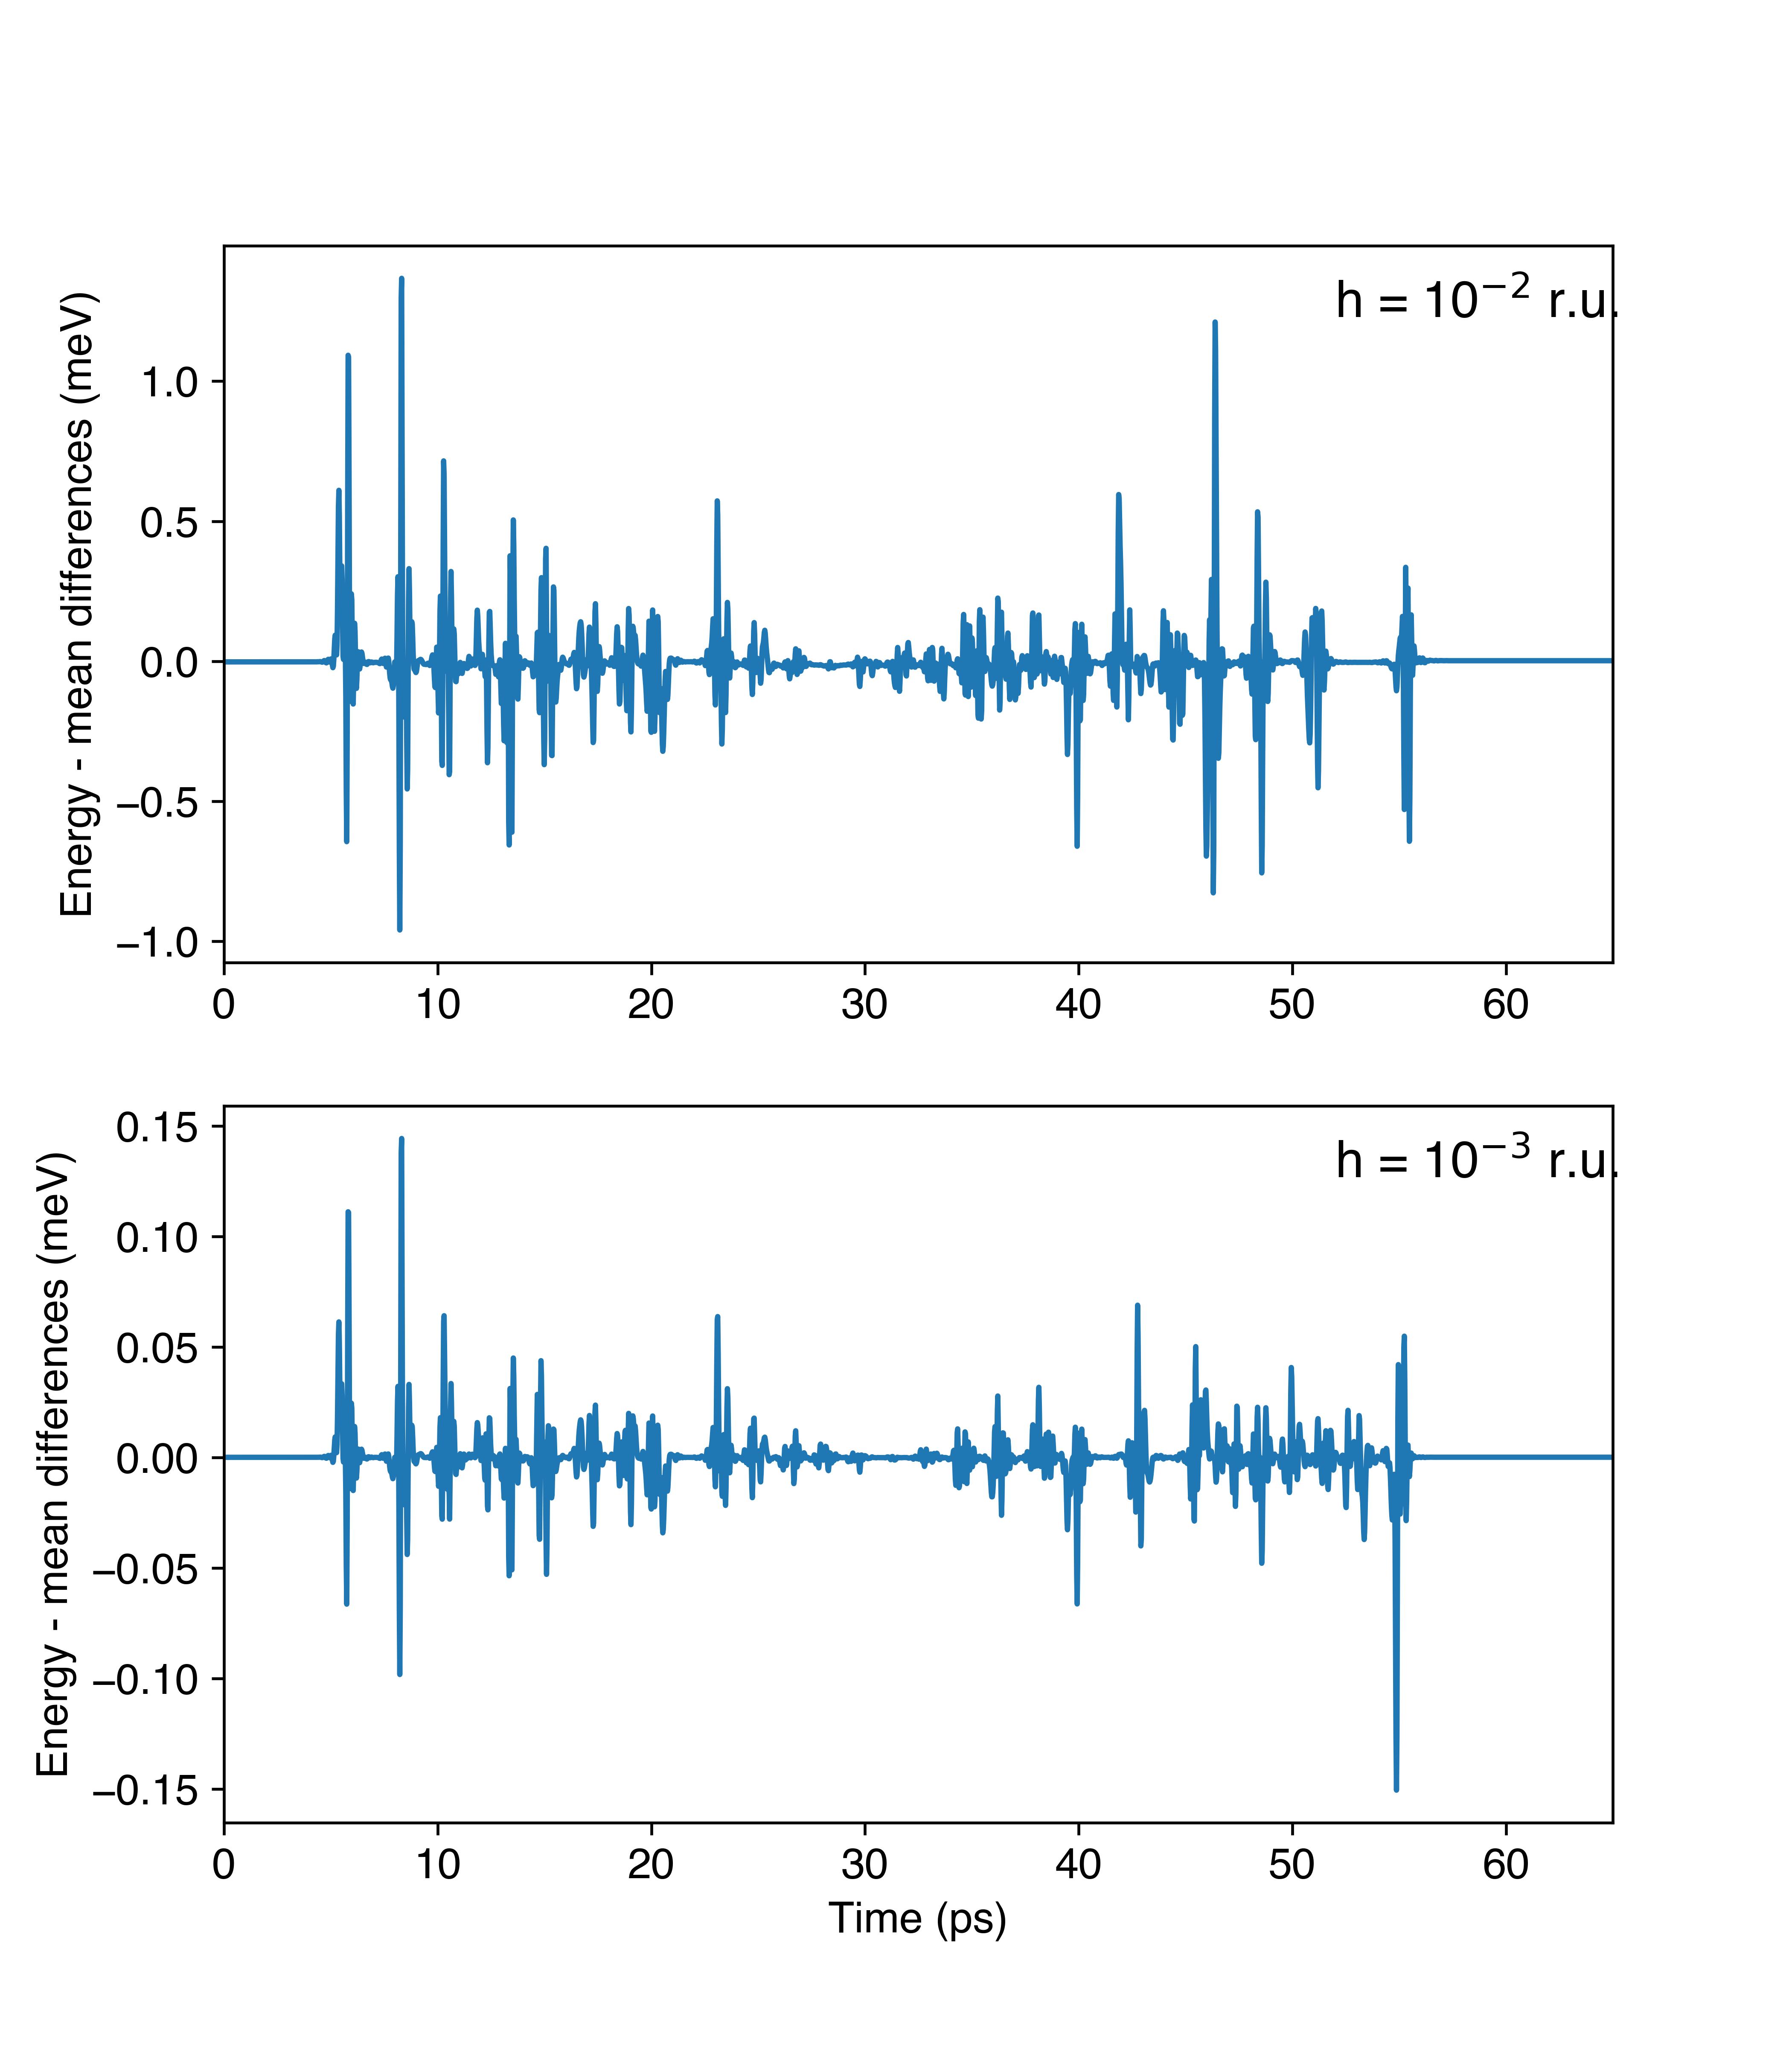 h = 10⁻² r.u.
Energy - mean differences (meV)
1.0
0.5
0.0
−0.5
−1.0
0 10 20 30 40 50 60
h = 10⁻³ r.u.
Energy - mean differences (meV)
0.15
0.10
0.05
0.00
−0.05
−0.10
−0.15
0 10 20 30 40 50 60
Time (ps)